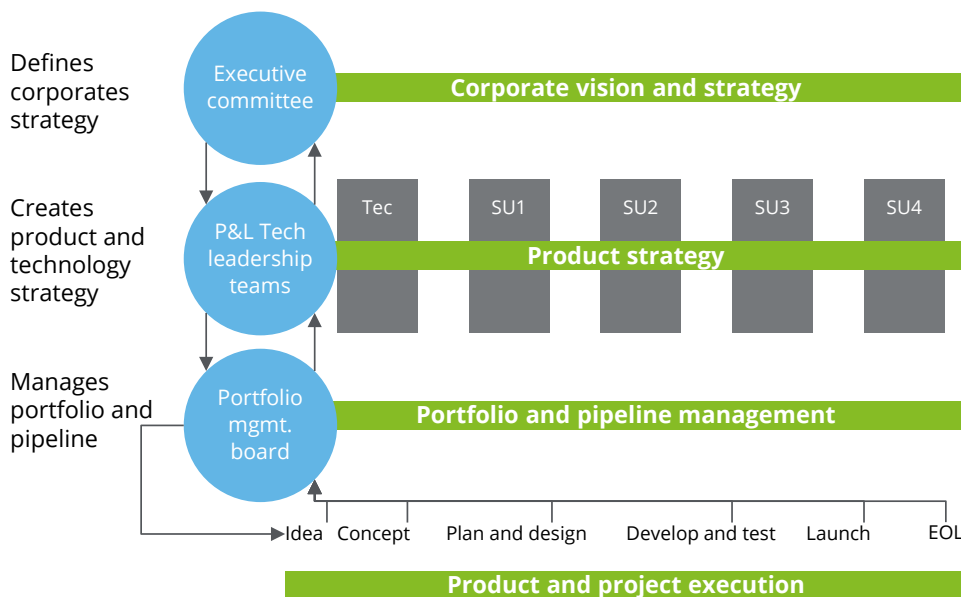 Defines
corporates
strategy
Executive
committee
Corporate vision and strategy
Creates
product and
technology
strategy
P&L Tech
leadership
teams
Tec
SU1
SU2
SU3
SU4
Product strategy
Manages
portfolio and
pipeline
Portfolio
mgmt.
board
Portfolio and pipeline management
Idea
Concept
Plan and design
Develop and test
Launch
EOL
Product and project execution